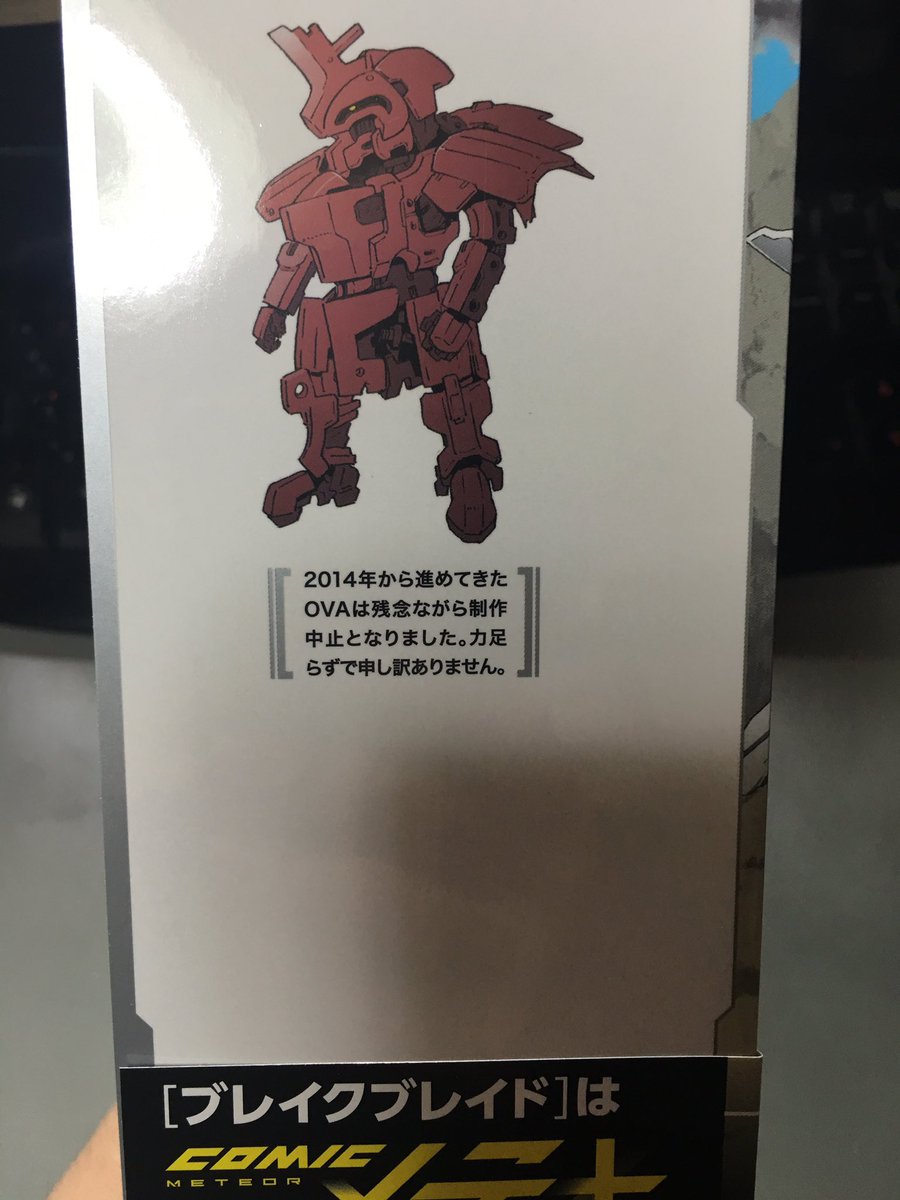 2014年から進めてきた
OVAは残念ながら制作
中止となりました。力足
らずで申し訳ありません。
[ブレイクブレイド]は
COMIC
METEOR